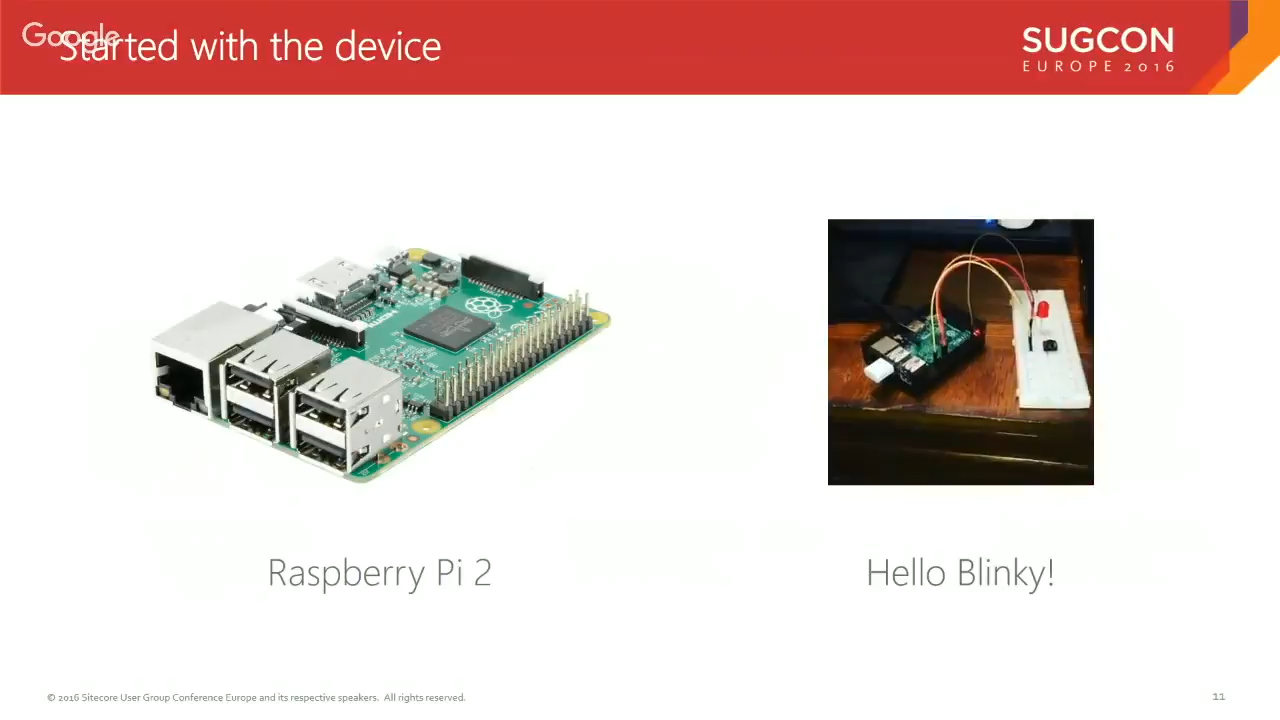 Google
Started with the device
SUGCON
EUROPE 2016
Raspberry Pi 2
Hello Blinky!
© 2016 Sitecore User Group Conference Europe and its respective speakers. All rights reserved.
11